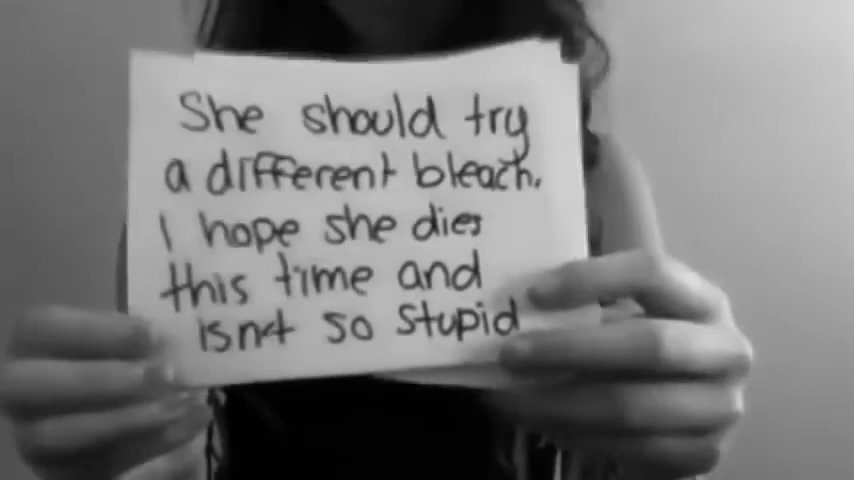 She should try
a different bleach.
I hope she dies
this time and
isnt so stupid